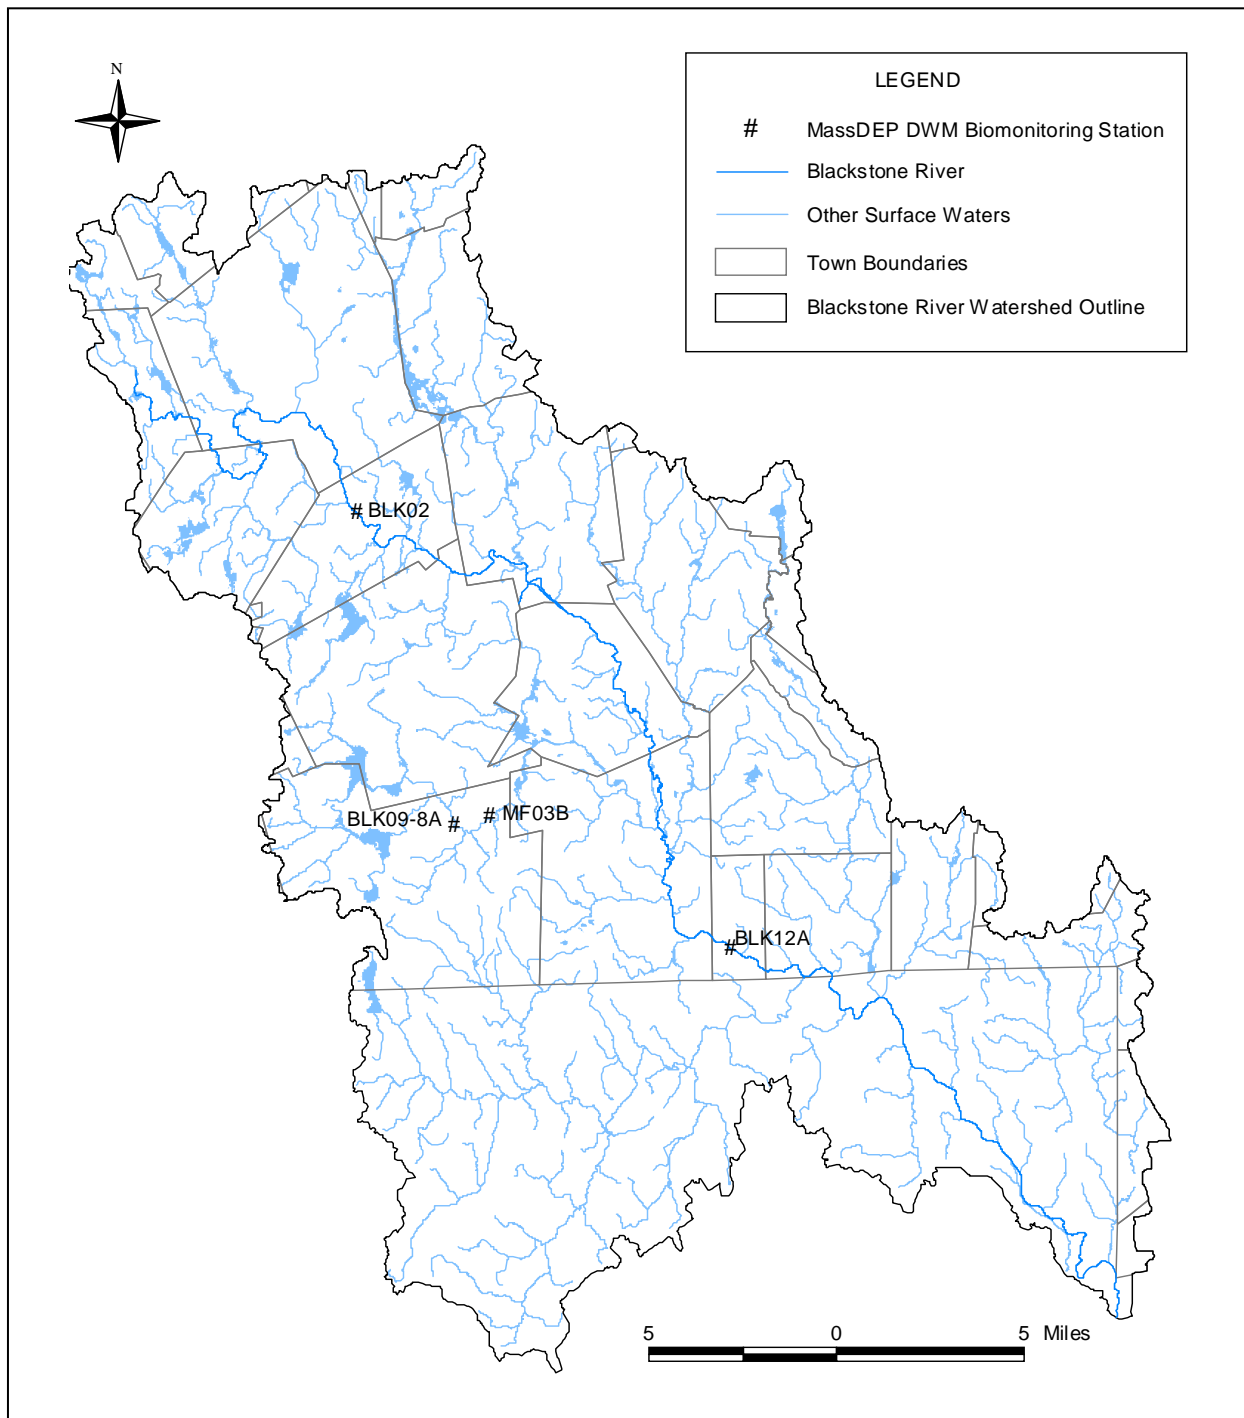 N
LEGEND
# MassDEP DWM Biomonitoring Station
Blackstone River
Other Surface Waters
Town Boundaries
Blackstone River Watershed Outline
# BLK02
BLK09-8A #
# MF03B
# BLK12A
5 0 5 Miles